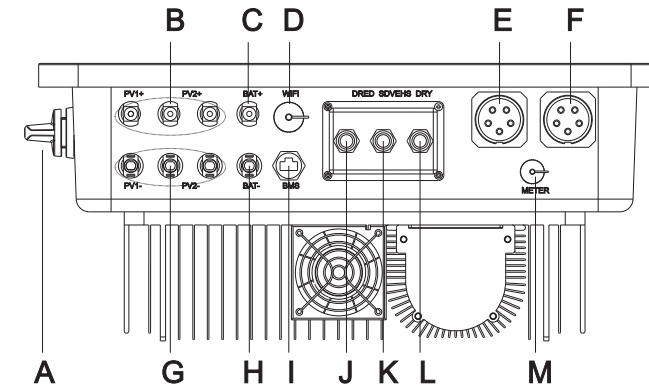 B C D E F
PV1+ PV2+ BAT+ WIFI DRED SDVEHS DRY
PV1- PV2- BAT- BMS METER
A G H I J K L M